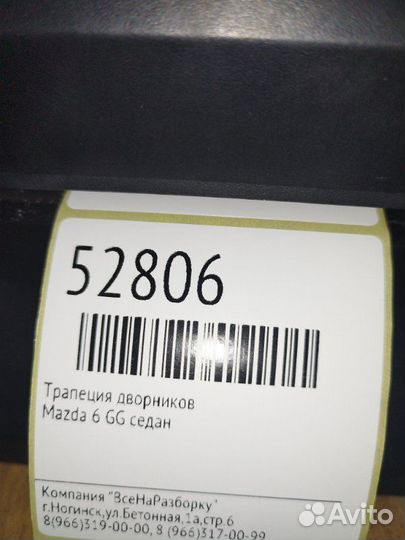 52806
Трапеция дворников
Mazda 6 GG седан
Компания "ВсеНаРазборку"
г.Ногинск,ул.Бетонная,1а,стр.6
8(966)319-00-00, 8 (966)317-00-99
Avito